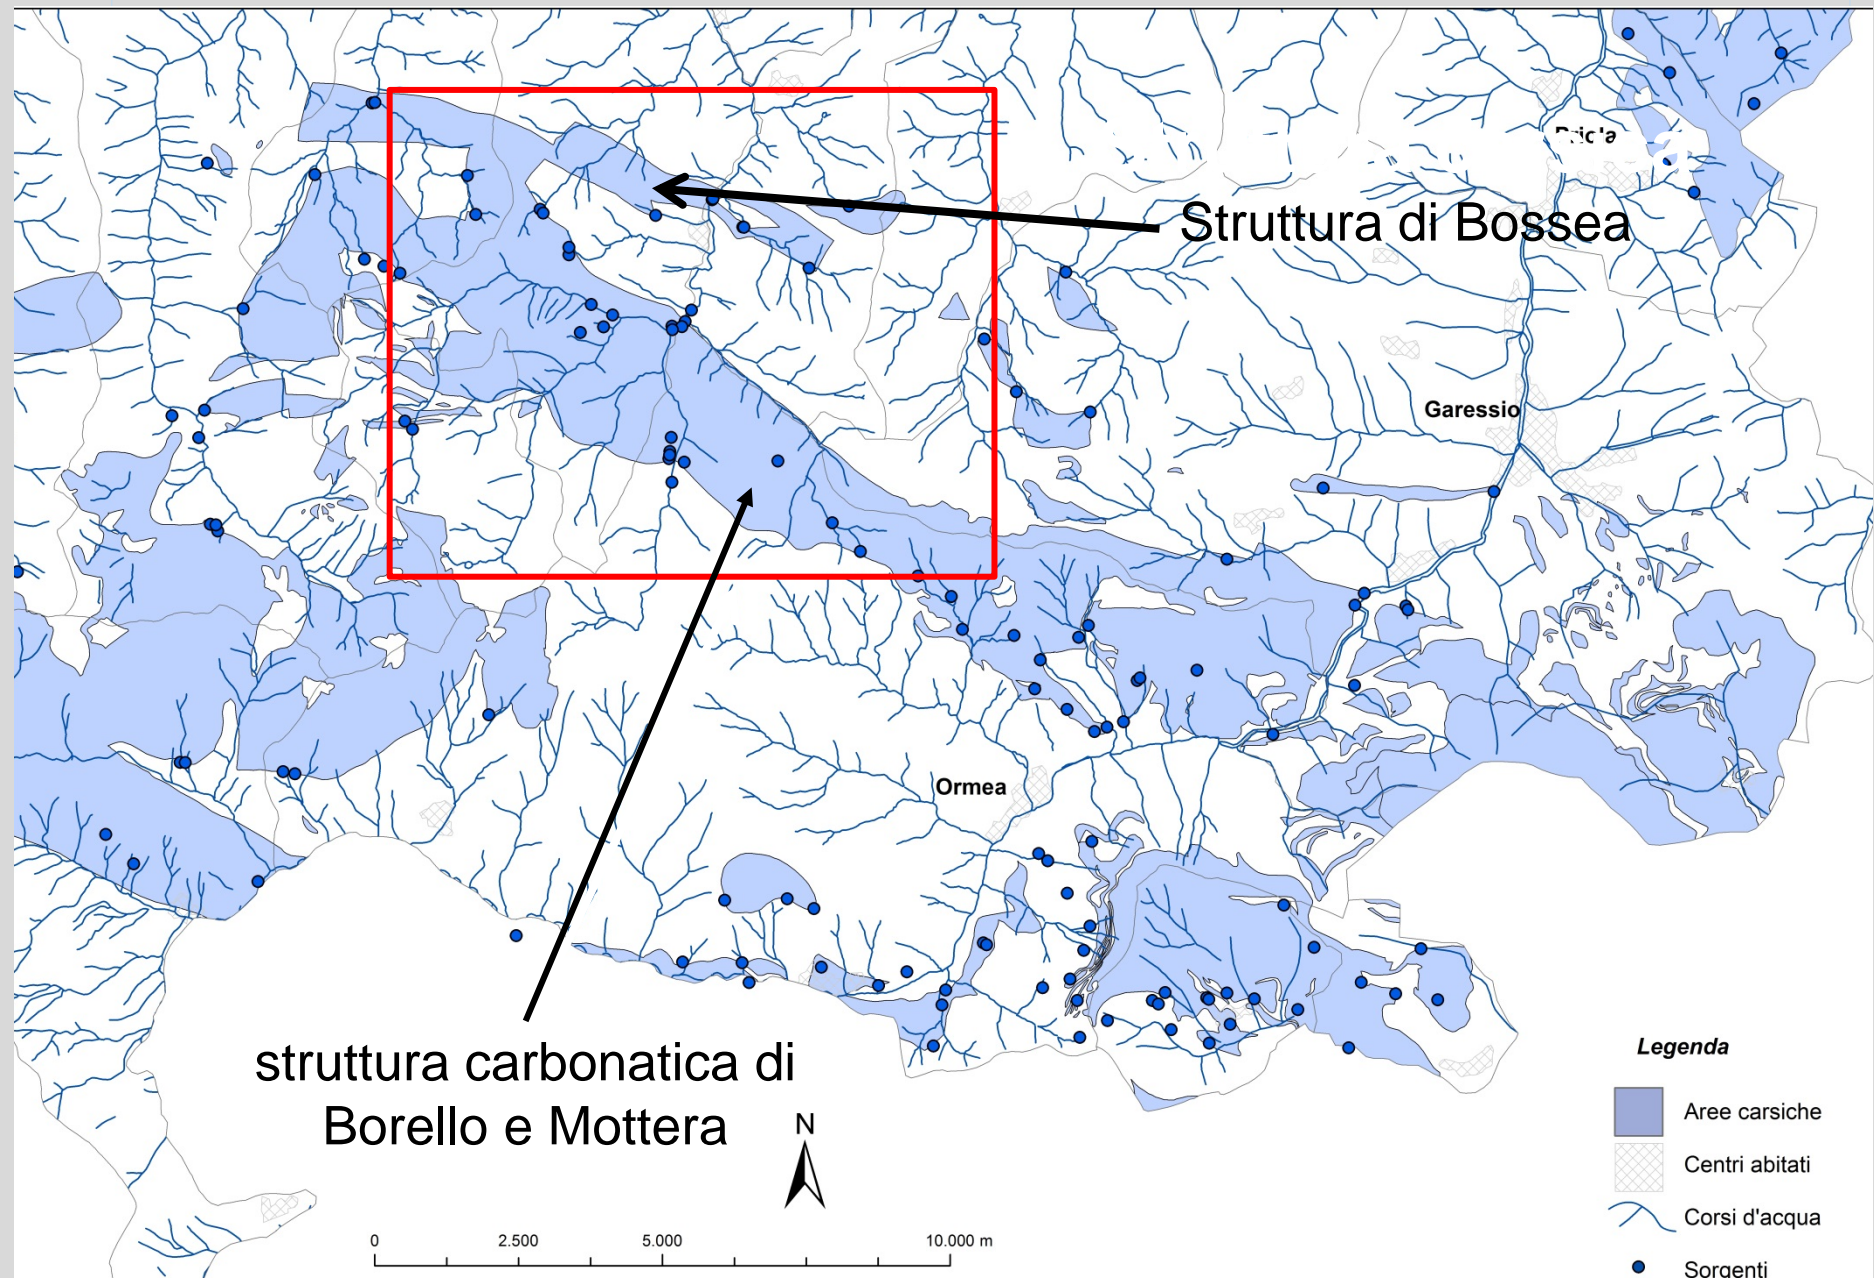 Struttura di Bossea
Garessio
Ormea
struttura carbonatica di
Borello e Mottera
N
0 2.500 5.000 10.000 m
Legenda
Aree carsiche
Centri abitati
Corsi d'acqua
Sorgenti